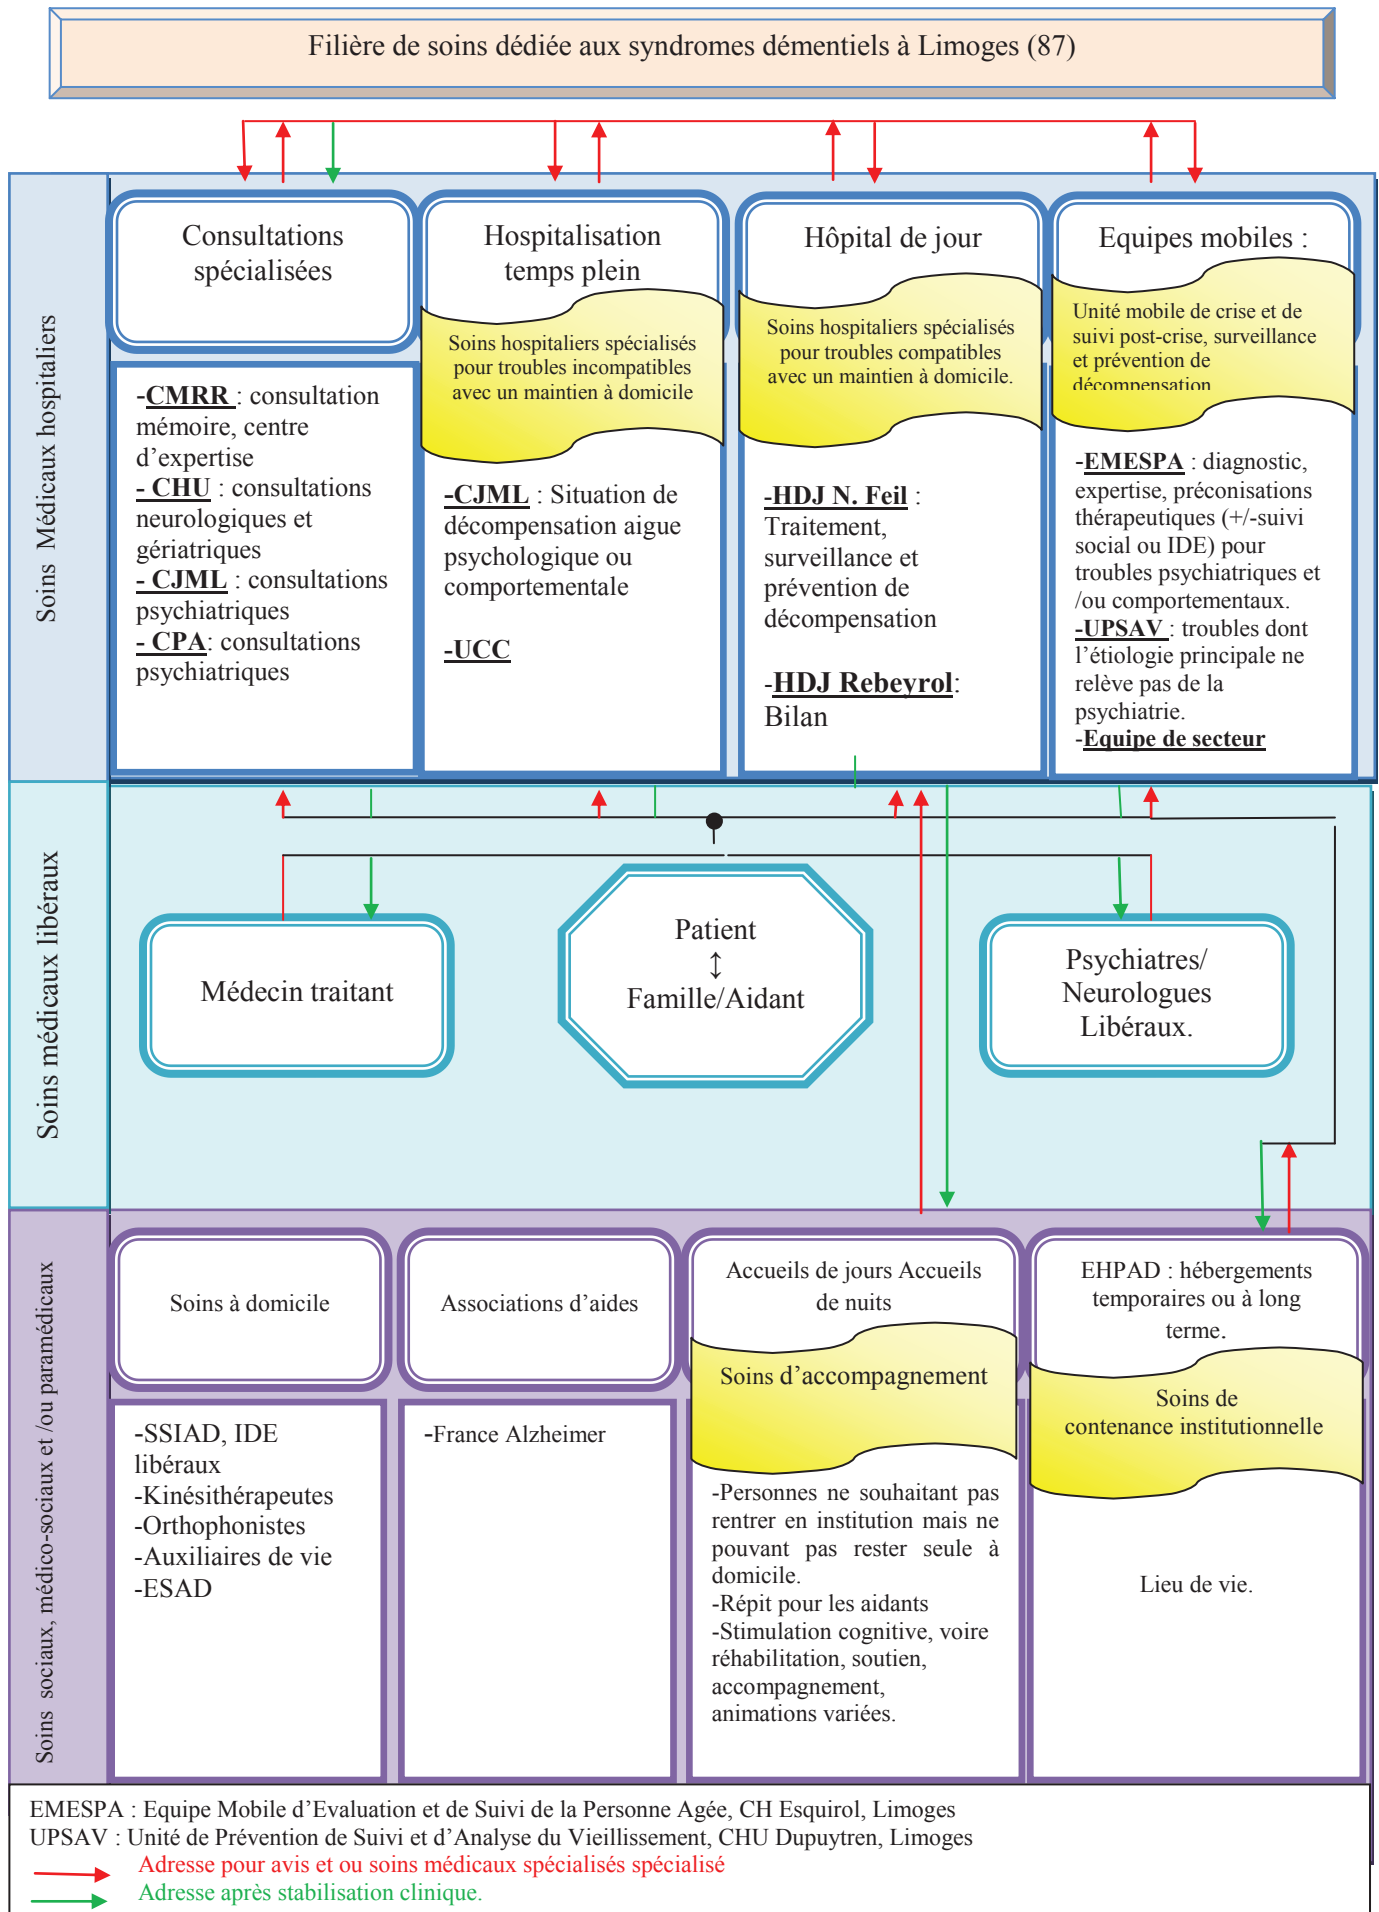 Filière de soins dédiée aux syndromes démentiels à Limoges (87)
Soins Médicaux hospitaliers
Consultations
spécialisées
-CMRR : consultation
mémoire, centre
d’expertise
- CHU : consultations
neurologiques et
gériatriques
- CJML : consultations
psychiatriques
- CPA: consultations
psychiatriques
Hospitalisation
temps plein
Soins hospitaliers spécialisés
pour troubles incompatibles
avec un maintien à domicile
-CJML : Situation de
décompensation aigue
psychologique ou
comportementale
-UCC
Hôpital de jour
Soins hospitaliers spécialisés
pour troubles compatibles
avec un maintien à domicile.
-HDJ N. Feil :
Traitement,
surveillance et
prévention de
décompensation
-HDJ Rebeyrol:
Bilan
Equipes mobiles :
Unité mobile de crise et de
suivi post-crise, surveillance
et prévention de
décompensation
-EMESPA : diagnostic,
expertise, préconisations
thérapeutiques (+/-suivi
social ou IDE) pour
troubles psychiatriques et
/ou comportementaux.
-UPSAV : troubles dont
l’étiologie principale ne
relève pas de la
psychiatrie.
-Equipe de secteur
Soins médicaux libéraux
Médecin traitant
Patient
↕
Famille/Aidant
Psychiatres/
Neurologues
Libéraux.
Soins sociaux, médico-sociaux et /ou paramédicaux
Soins à domicile
-SSIAD, IDE
libéraux
-Kinésithérapeutes
-Orthophonistes
-Auxiliaires de vie
-ESAD
Associations d’aides
-France Alzheimer
Accueils de jours Accueils
de nuits
Soins d’accompagnement
-Personnes ne souhaitant pas
rentrer en institution mais ne
pouvant pas rester seule à
domicile.
-Répit pour les aidants
-Stimulation cognitive, voire
réhabilitation, soutien,
accompagnement,
animations variées.
EHPAD : hébergements
temporaires ou à long
terme.
Soins de
contenance institutionnelle
Lieu de vie.
EMESPA : Equipe Mobile d’Evaluation et de Suivi de la Personne Agée, CH Esquirol, Limoges
UPSAV : Unité de Prévention de Suivi et d’Analyse du Vieillissement, CHU Dupuytren, Limoges
Adresse pour avis et ou soins médicaux spécialisés spécialisé
Adresse après stabilisation clinique.